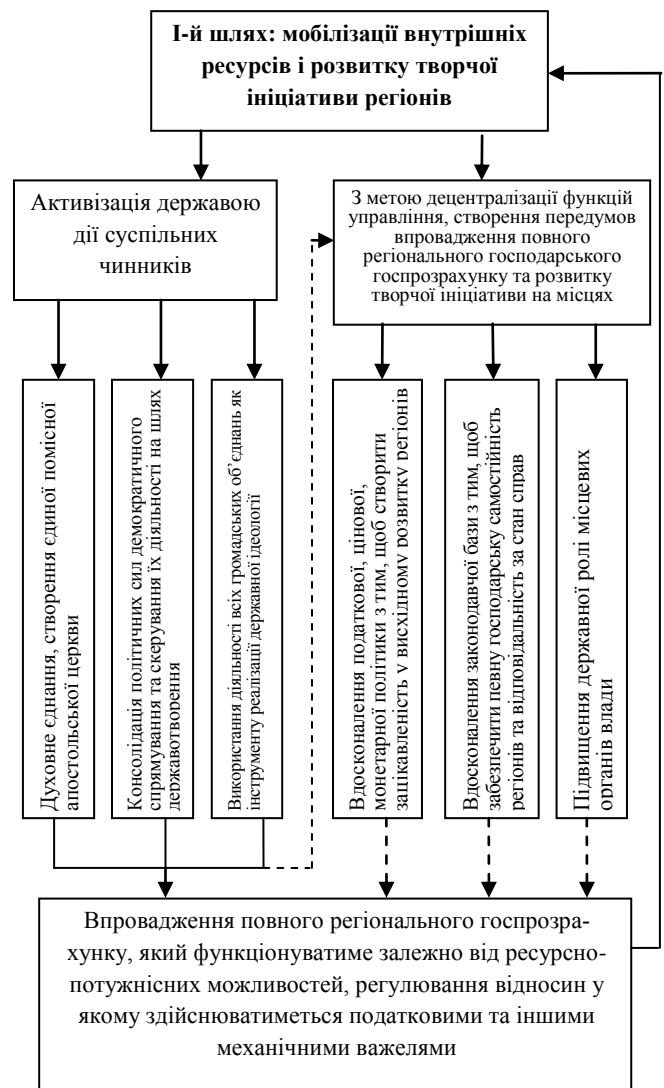 І-й шлях: мобілізації внутрішніх
ресурсів і розвитку творчої
ініціативи регіонів
Активізація державою
дії суспільних
чинників
З метою децентралізації функцій
управління, створення передумов
впровадження повного
регіонального господарського
госпрозрахунку та розвитку
творчої ініціативи на місцях
Духовне єднання, створення єдиної помісної
апостольської церкви
Консолідація політичних сил демократичного
спрямування та скерування їх діяльності на шлях
державотворення
Використання діяльності всіх громадських об’єднань як
інструменту реалізації державної ідеології
Вдосконалення податкової, цінової,
монетарної політики з тим, щоб створити
зацікавленість у висхідному розвитку регіонів
Вдосконалення законодавчої бази з тим, щоб
забезпечити певну господарську самостійність
регіонів та відповідальність за стан справ
Підвищення державної ролі місцевих
органів влади
Впровадження повного регіонального госпрозра-
хунку, який функціонуватиме залежно від ресурсно-
потужнісних можливостей, регулювання відносин у
якому здійснюватиметься податковими та іншими
механічними важелями